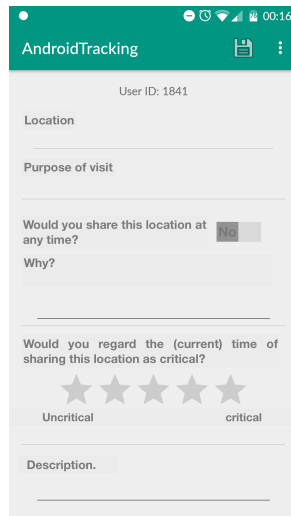 00:16
AndroidTracking
User ID: 1841
Location
Purpose of visit
Would you share this location at
any time?
No
Why?
Would you regard the (current) time of
sharing this location as critical?
Uncritical critical
Description.